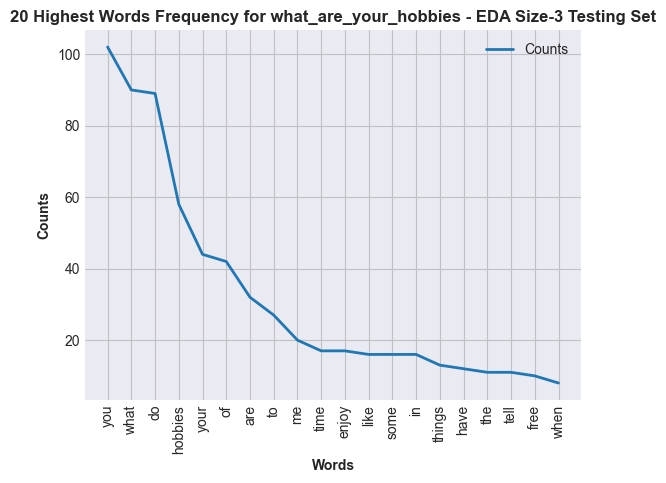 20 Highest Words Frequency for what_are_your_hobbies - EDA Size-3 Testing Set
Counts
100
80
60
40
20
Counts
you
what
do
hobbies
your
of
are
to
me
time
enjoy
like
some
in
things
have
the
tell
free
when
Words